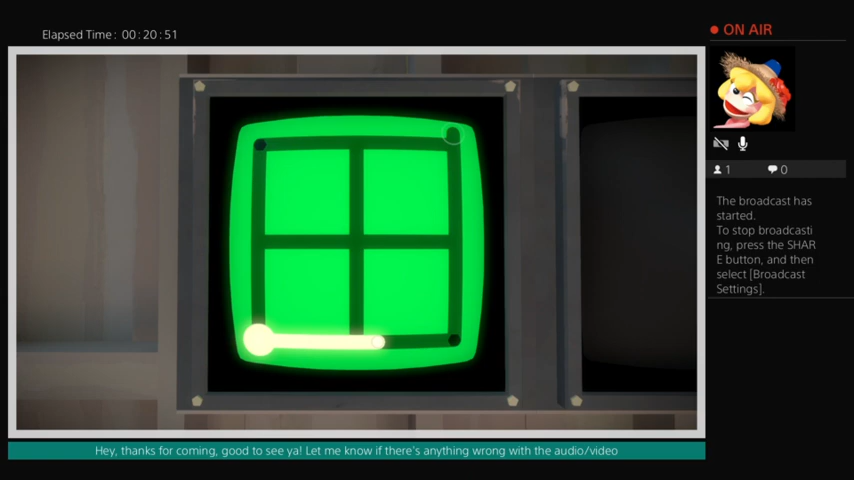 Elapsed Time: 00:20:51
ON AIR
1
0
The broadcast has
started.
To stop broadcasti
ng, press the SHAR
E button, and then
select [Broadcast
Settings].
Hey, thanks for coming, good to see ya! Let me know if there's anything wrong with the audio/video